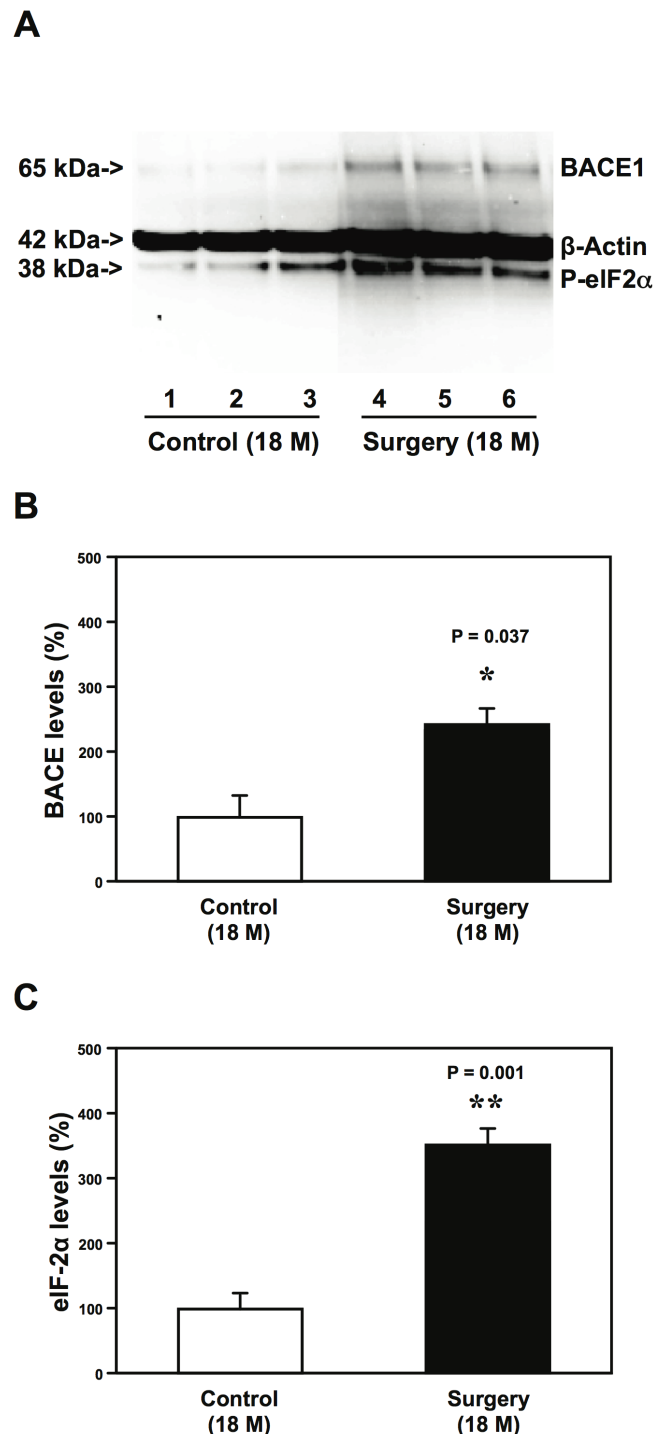 A
65 kDa-> BACE1
42 kDa-> β-Actin
38 kDa-> P-eIF2α
1 2 3 4 5 6
Control (18 M) Surgery (18 M)
B
500
400
300
200
100
0
BACE levels (%)
P = 0.037
*
Control Surgery
(18 M) (18 M)
C
500
400
300
200
100
0
eIF-2α levels (%)
P = 0.001
**
Control Surgery
(18 M) (18 M)